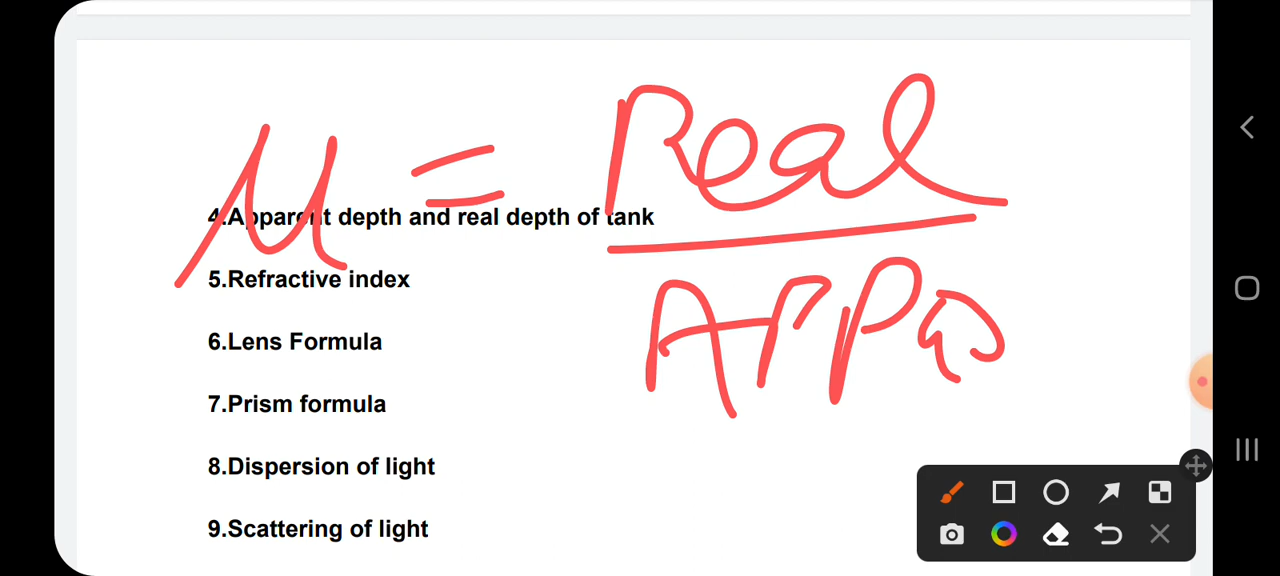 μ = Real
APPa
4.Apparent depth and real depth of tank
5.Refractive index
6.Lens Formula
7.Prism formula
8.Dispersion of light
9.Scattering of light